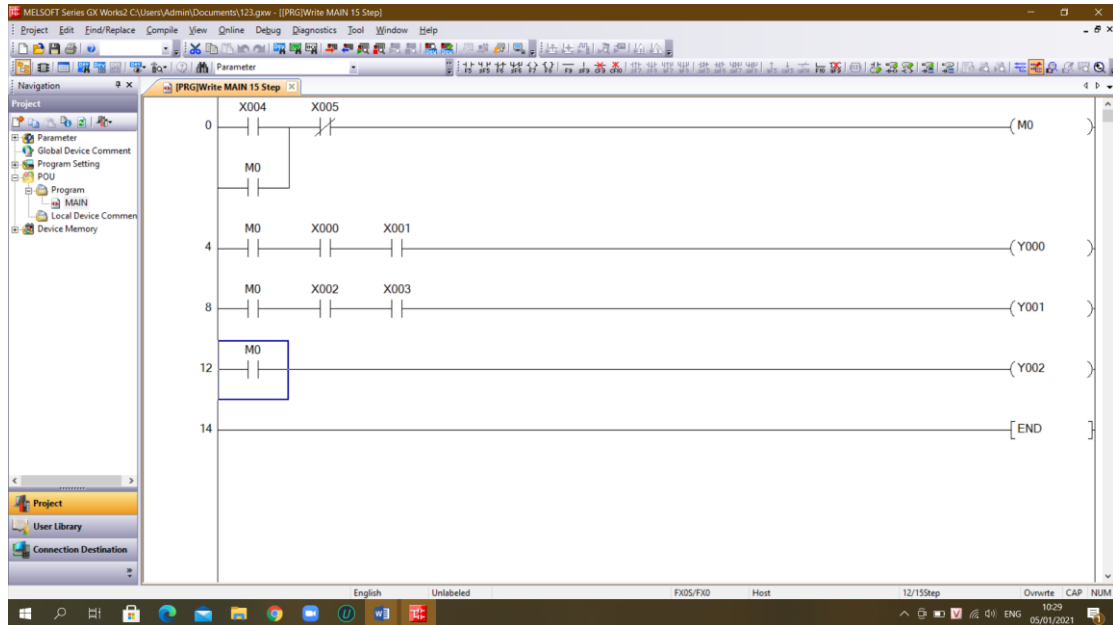 MELSOFT Series GX Works2 C:\Users\Admin\Documents\123.gxw - [[PRG]Write MAIN 15 Step]
Project Edit Find/Replace Compile View Online Debug Diagnostics Tool Window Help
Parameter
Navigation
[PRG]Write MAIN 15 Step
Project
Parameter
Global Device Comment
Program Setting
POU
Program
MAIN
Local Device Commen
Device Memory
X004 X005
0 ( M0 )
M0
M0 X000 X001
4 ( Y000 )
M0 X002 X003
8 ( Y001 )
M0
12 ( Y002 )
14 [ END ]
Project
User Library
Connection Destination
English Unlabeled FX0S/FX0 Host 12/15Step Ovrwrte CAP NUM
ENG 10:29
05/01/2021